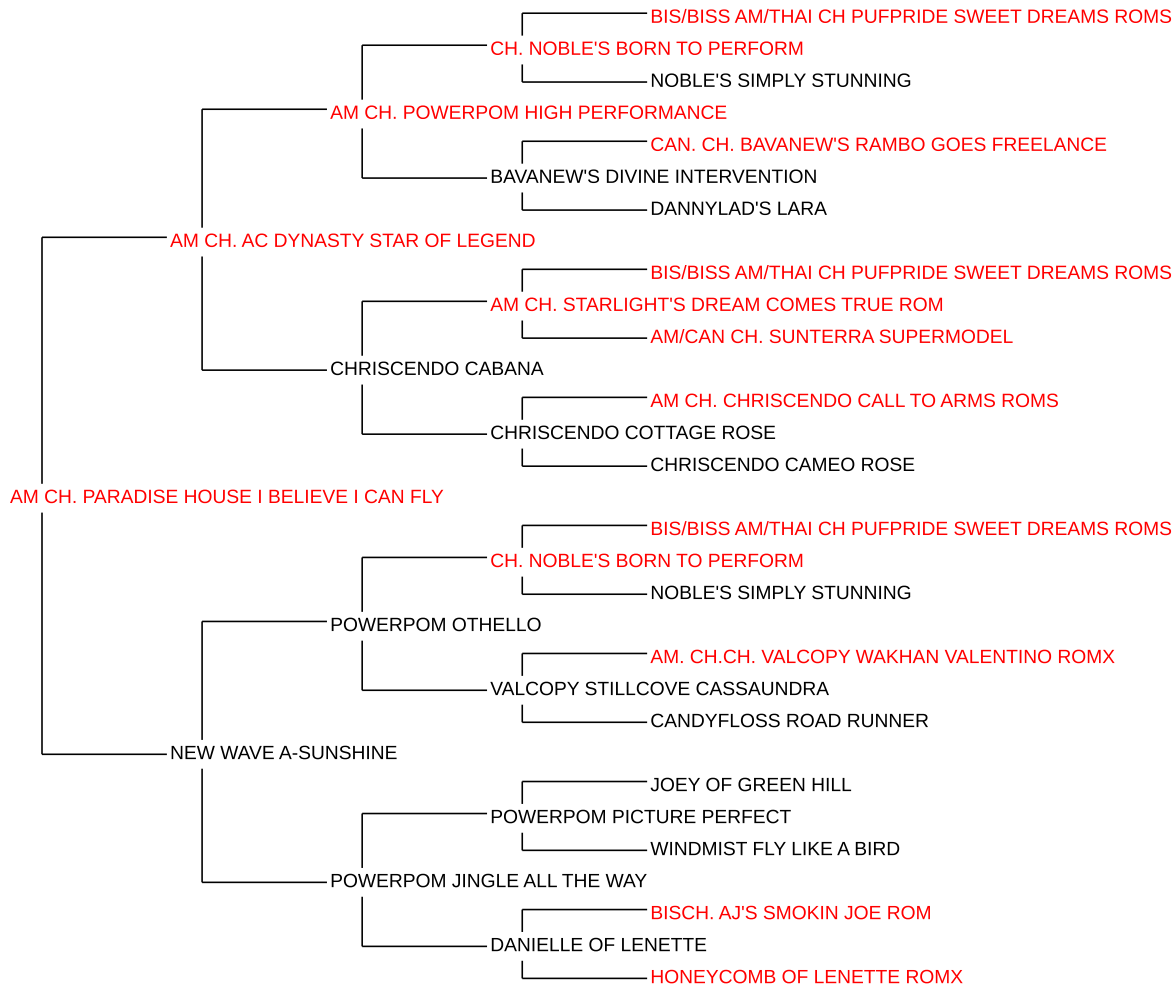 BIS/BISS AM/THAI CH PUFPRIDE SWEET DREAMS ROMS
CH. NOBLE'S BORN TO PERFORM
NOBLE'S SIMPLY STUNNING
AM CH. POWERPOM HIGH PERFORMANCE
CAN. CH. BAVANEW'S RAMBO GOES FREELANCE
BAVANEW'S DIVINE INTERVENTION
DANNYLAD'S LARA
AM CH. AC DYNASTY STAR OF LEGEND
BIS/BISS AM/THAI CH PUFPRIDE SWEET DREAMS ROMS
AM CH. STARLIGHT'S DREAM COMES TRUE ROM
AM/CAN CH. SUNTERRA SUPERMODEL
CHRISCENDO CABANA
AM CH. CHRISCENDO CALL TO ARMS ROMS
CHRISCENDO COTTAGE ROSE
CHRISCENDO CAMEO ROSE
AM CH. PARADISE HOUSE I BELIEVE I CAN FLY
BIS/BISS AM/THAI CH PUFPRIDE SWEET DREAMS ROMS
CH. NOBLE'S BORN TO PERFORM
NOBLE'S SIMPLY STUNNING
POWERPOM OTHELLO
AM. CH.CH. VALCOPY WAKHAN VALENTINO ROMX
VALCOPY STILLCOVE CASSAUNDRA
CANDYFLOSS ROAD RUNNER
NEW WAVE A-SUNSHINE
JOEY OF GREEN HILL
POWERPOM PICTURE PERFECT
WINDMIST FLY LIKE A BIRD
POWERPOM JINGLE ALL THE WAY
BISCH. AJ'S SMOKIN JOE ROM
DANIELLE OF LENETTE
HONEYCOMB OF LENETTE ROMX